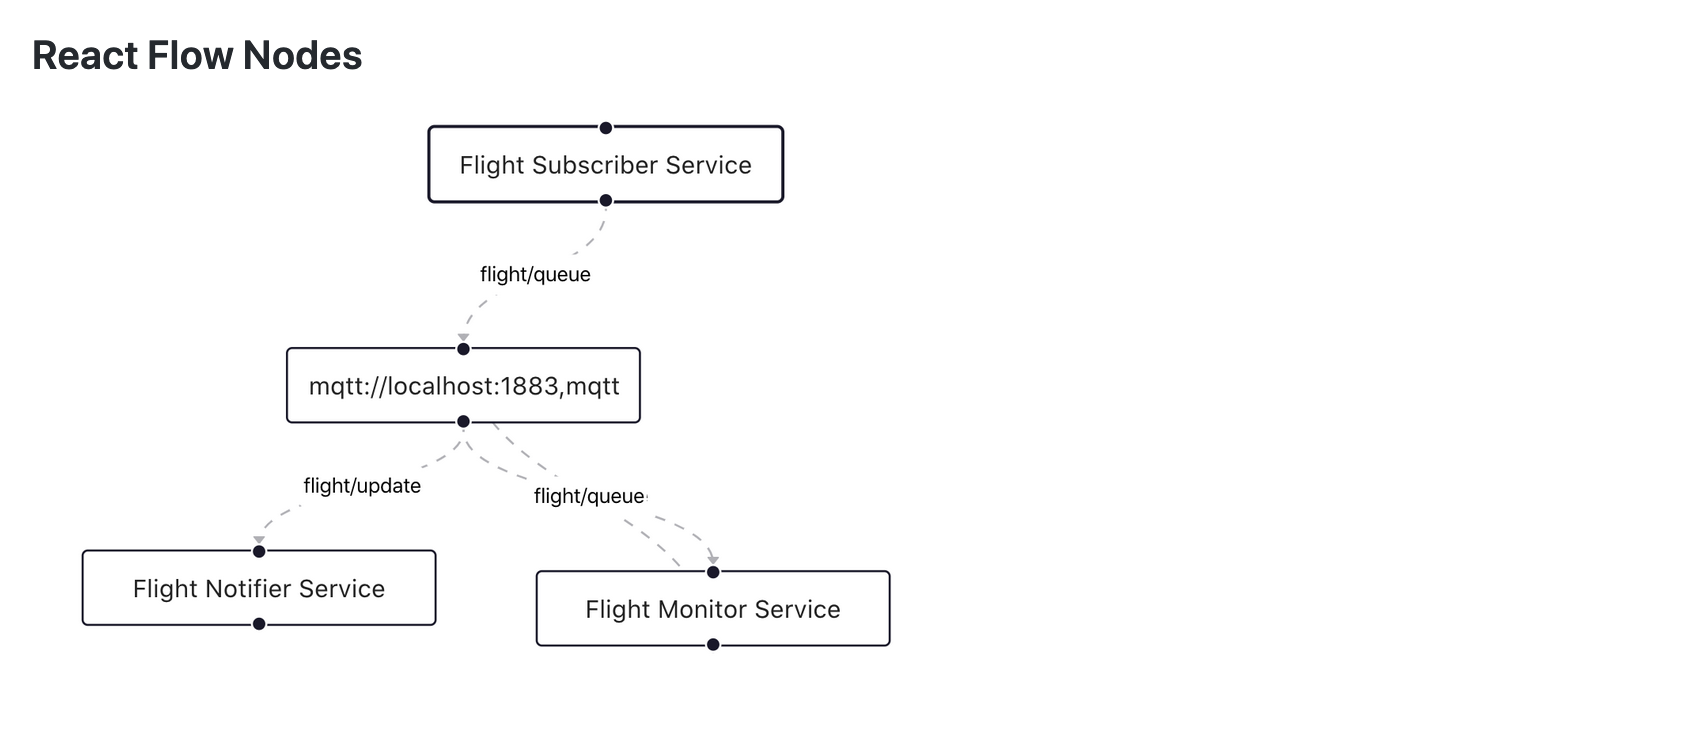 React Flow Nodes
Flight Subscriber Service
flight/queue
mqtt://localhost:1883,mqtt
flight/update
flight/queue
Flight Notifier Service
Flight Monitor Service